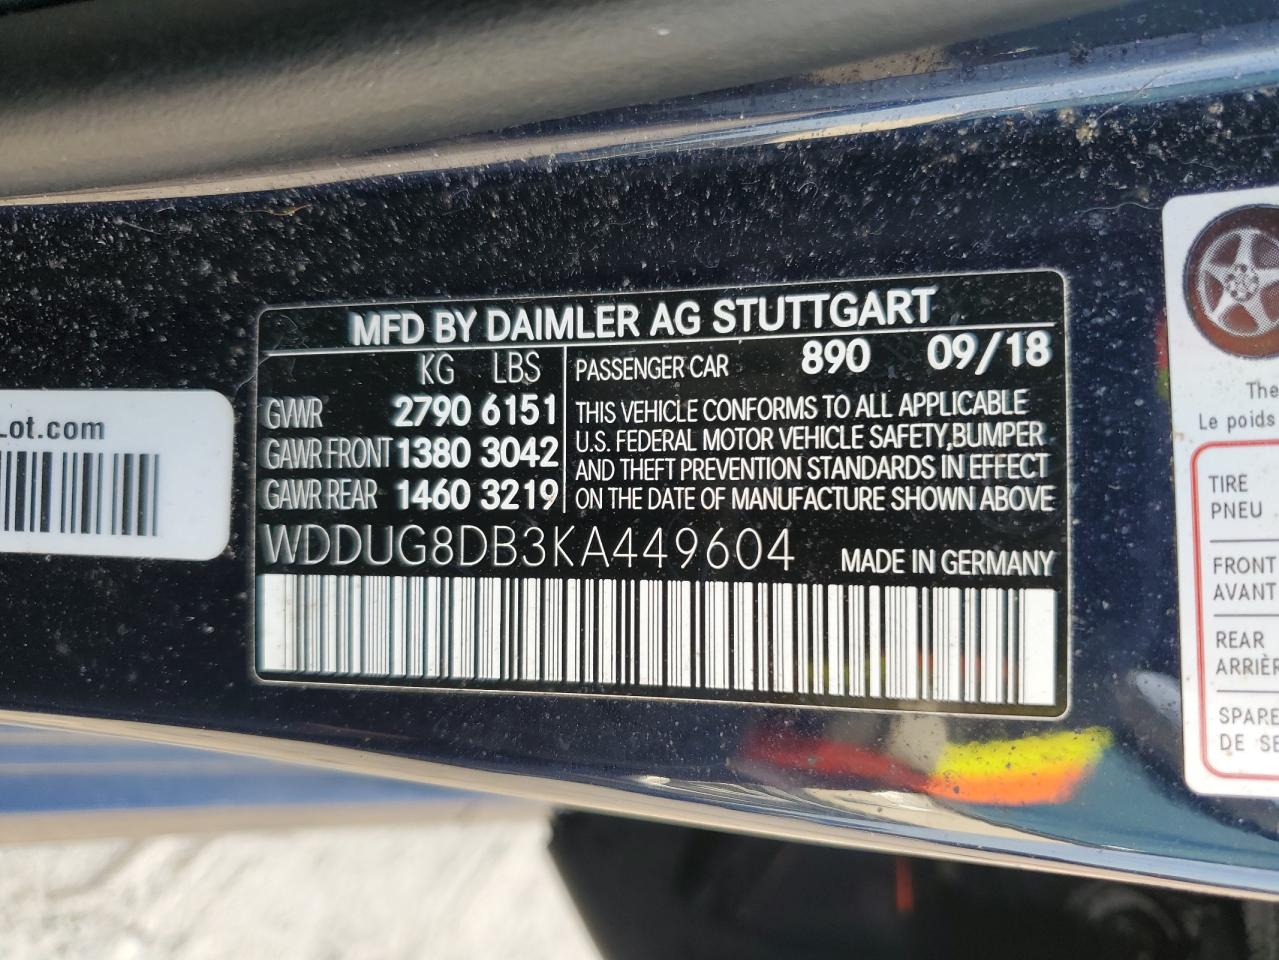 MFD BY DAIMLER AG STUTTGART
KG LBS
GVWR 2790 6151
GAWR FRONT 1380 3042
GAWR REAR 1460 3219
PASSENGER CAR 890 09/18
THIS VEHICLE CONFORMS TO ALL APPLICABLE
U.S. FEDERAL MOTOR VEHICLE SAFETY,BUMPER
AND THEFT PREVENTION STANDARDS IN EFFECT
ON THE DATE OF MANUFACTURE SHOWN ABOVE
WDDUG8DB3KA449604 MADE IN GERMANY
Lot.com
The
Le poids
TIRE
PNEU
FRONT
AVANT
REAR
ARRIÈR
SPARE
DE SE